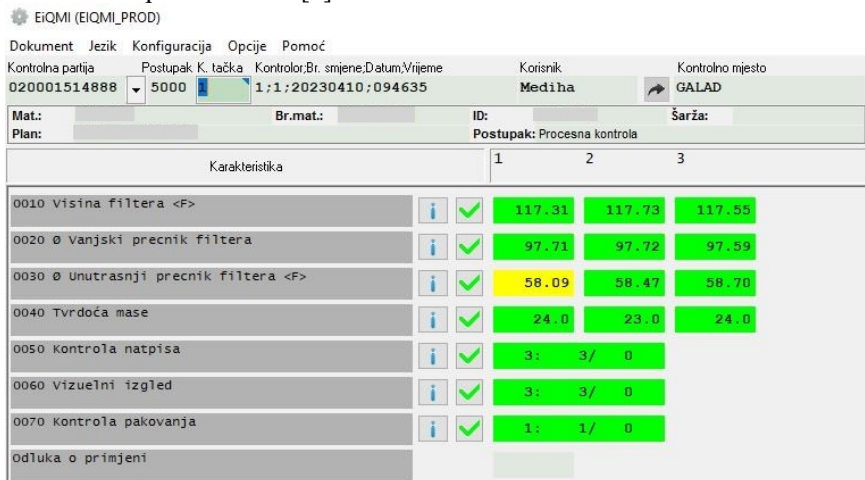 EiQMI (EIQMI_PROD)
Dokument Jezik Konfiguracija Opcije Pomoć
Kontrolna partija Postupak K. tačka Kontrolor;Br. smjene;Datum;Vrijeme Korisnik Kontrolno mjesto
020001514888 5000 1 1;1;20230410;094635 Mediha GALAD
Mat.: Br.mat.: ID: Šarža:
Plan: Postupak: Procesna kontrola
Karakteristika 1 2 3
0010 Visina filtera <F> 117.31 117.73 117.55
0020 Ø Vanjski precnik filtera 97.71 97.72 97.59
0030 Ø Unutrasnji precnik filtera <F> 58.09 58.47 58.70
0040 Tvrdoća mase 24.0 23.0 24.0
0050 Kontrola natpisa 3: 3/ 0
0060 Vizuelni izgled 3: 3/ 0
0070 Kontrola pakovanja 1: 1/ 0
Odluka o primjeni